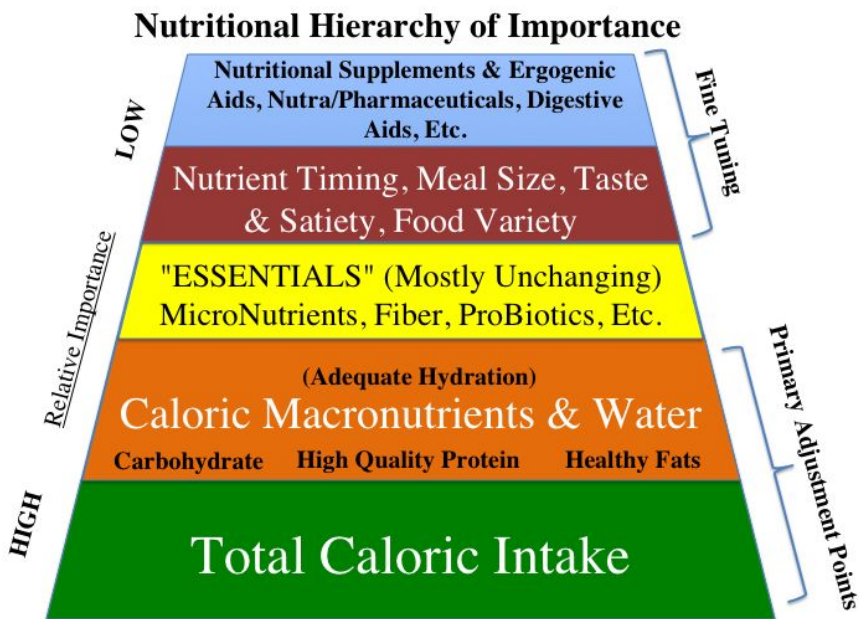 Nutritional Hierarchy of Importance
Nutritional Supplements & Ergogenic
Aids, Nutra/Pharmaceuticals, Digestive
Aids, Etc.
LOW
Fine Tuning
Nutrient Timing, Meal Size, Taste
& Satiety, Food Variety
Relative Importance
"ESSENTIALS" (Mostly Unchanging)
MicroNutrients, Fiber, ProBiotics, Etc.
(Adequate Hydration)
Caloric Macronutrients & Water
Carbohydrate High Quality Protein Healthy Fats
Primary Adjustment Points
HIGH
Total Caloric Intake